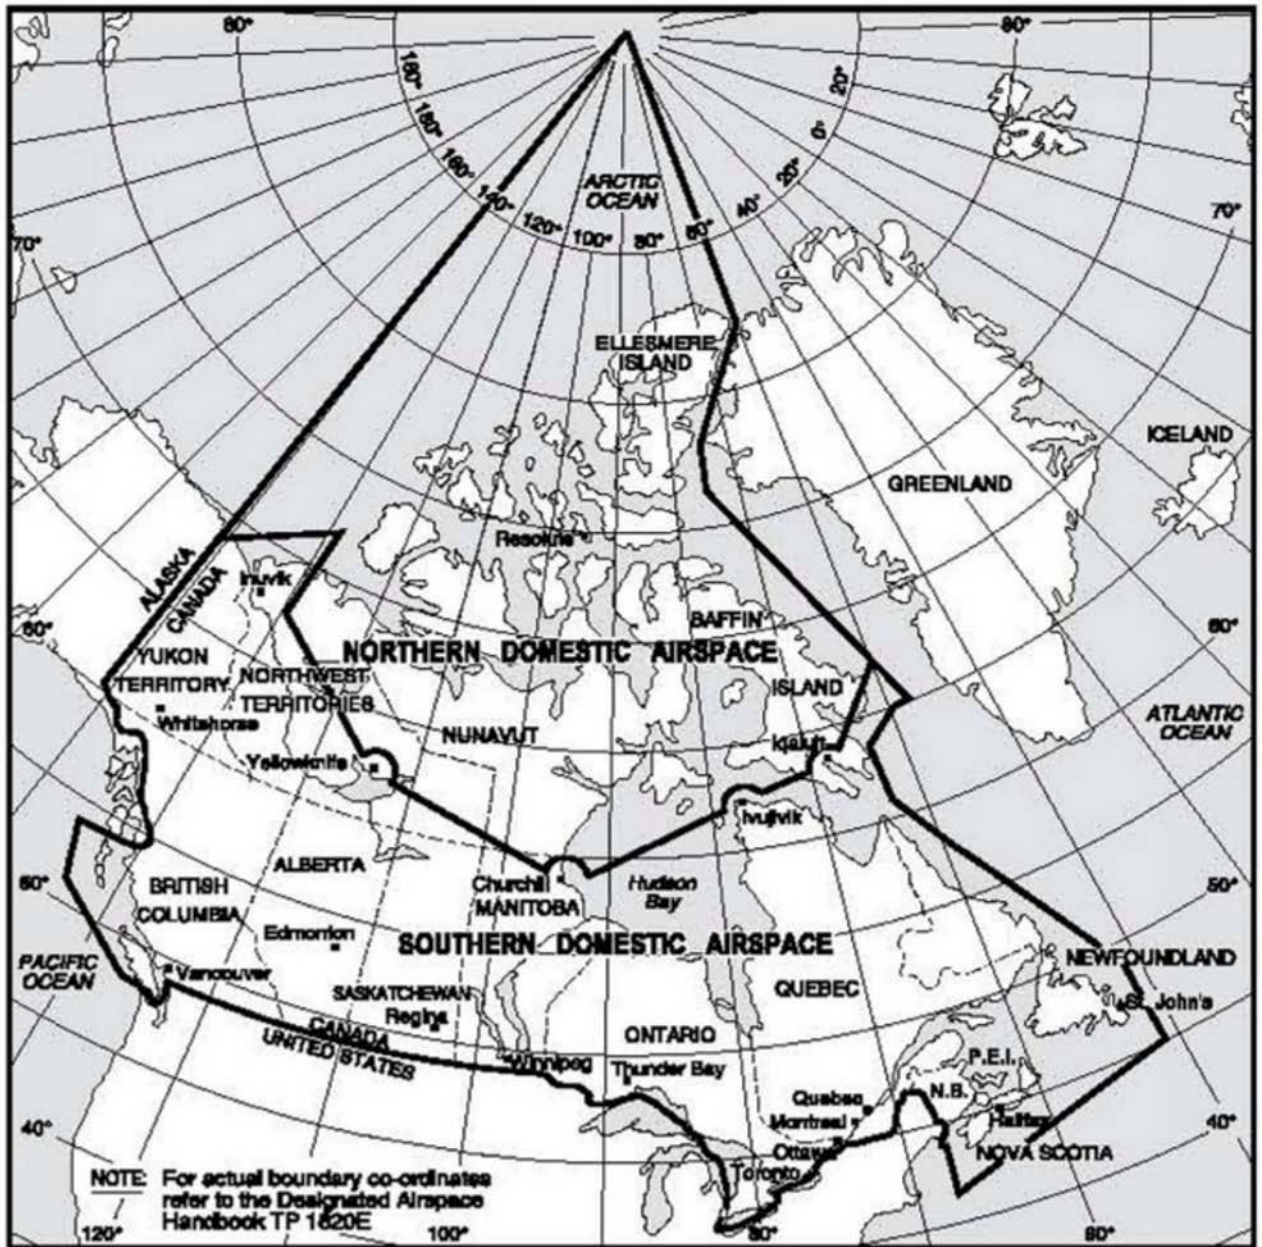 80°
80°
180°
180°
160°
140°
120°
100°
80°
60°
40°
20°
0°
20°
ARCTIC
OCEAN
70°
70°
ELLESMERE
ISLAND
ICELAND
GREENLAND
Resolute
ALASKA
CANADA
Inuvik
60°
60°
BAFFIN
ISLAND
NORTHERN DOMESTIC AIRSPACE
YUKON
TERRITORY
NORTHWEST
TERRITORIES
Whitehorse
NUNAVUT
Iqaluit
ATLANTIC
OCEAN
Yellowknife
Ivujivik
ALBERTA
BRITISH
COLUMBIA
Churchill
MANITOBA
Hudson
Bay
50°
50°
Edmonton
SOUTHERN DOMESTIC AIRSPACE
NEWFOUNDLAND
PACIFIC
OCEAN
Vancouver
SASKATCHEWAN
Regina
QUEBEC
St. John's
CANADA
UNITED STATES
ONTARIO
Winnipeg
Thunder Bay
P.E.I.
N.B.
Quebec
Montreal
Halifax
Ottawa
NOVA SCOTIA
Toronto
40°
40°
NOTE: For actual boundary co-ordinates
refer to the Designated Airspace
Handbook TP 1820E
120°
100°
80°
60°